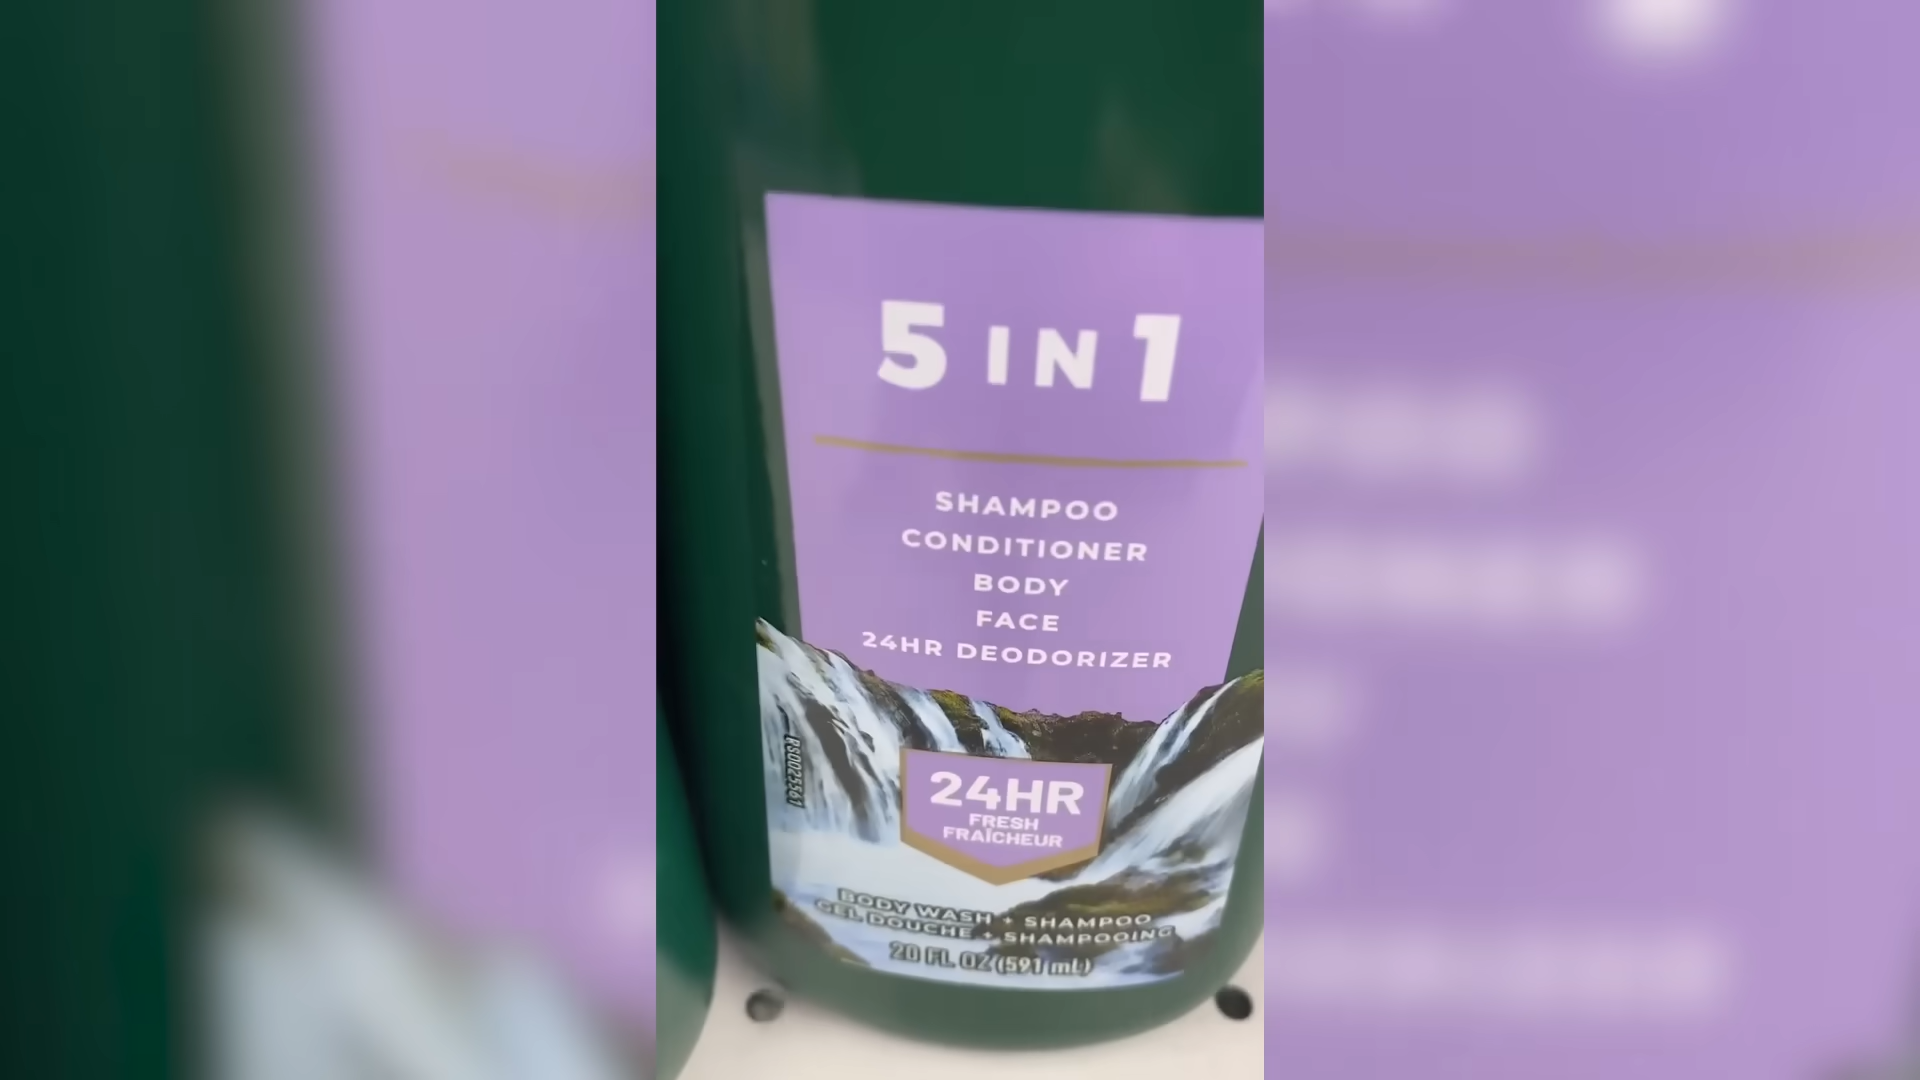 5 IN 1
SHAMPOO
CONDITIONER
BODY
FACE
24HR DEODORIZER
RS0025561
24HR
FRESH
FRAÎCHEUR
BODY WASH + SHAMPOO
GEL DOUCHE + SHAMPOOING
20 FL OZ (591 mL)